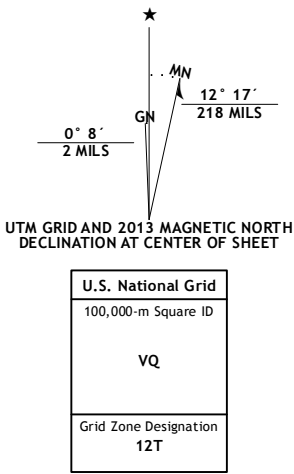 ★
MN
GN
12° 17´
218 MILS
0° 8´
2 MILS
UTM GRID AND 2013 MAGNETIC NORTH
DECLINATION AT CENTER OF SHEET
U.S. National Grid
100,000-m Square ID
VQ
Grid Zone Designation
12T